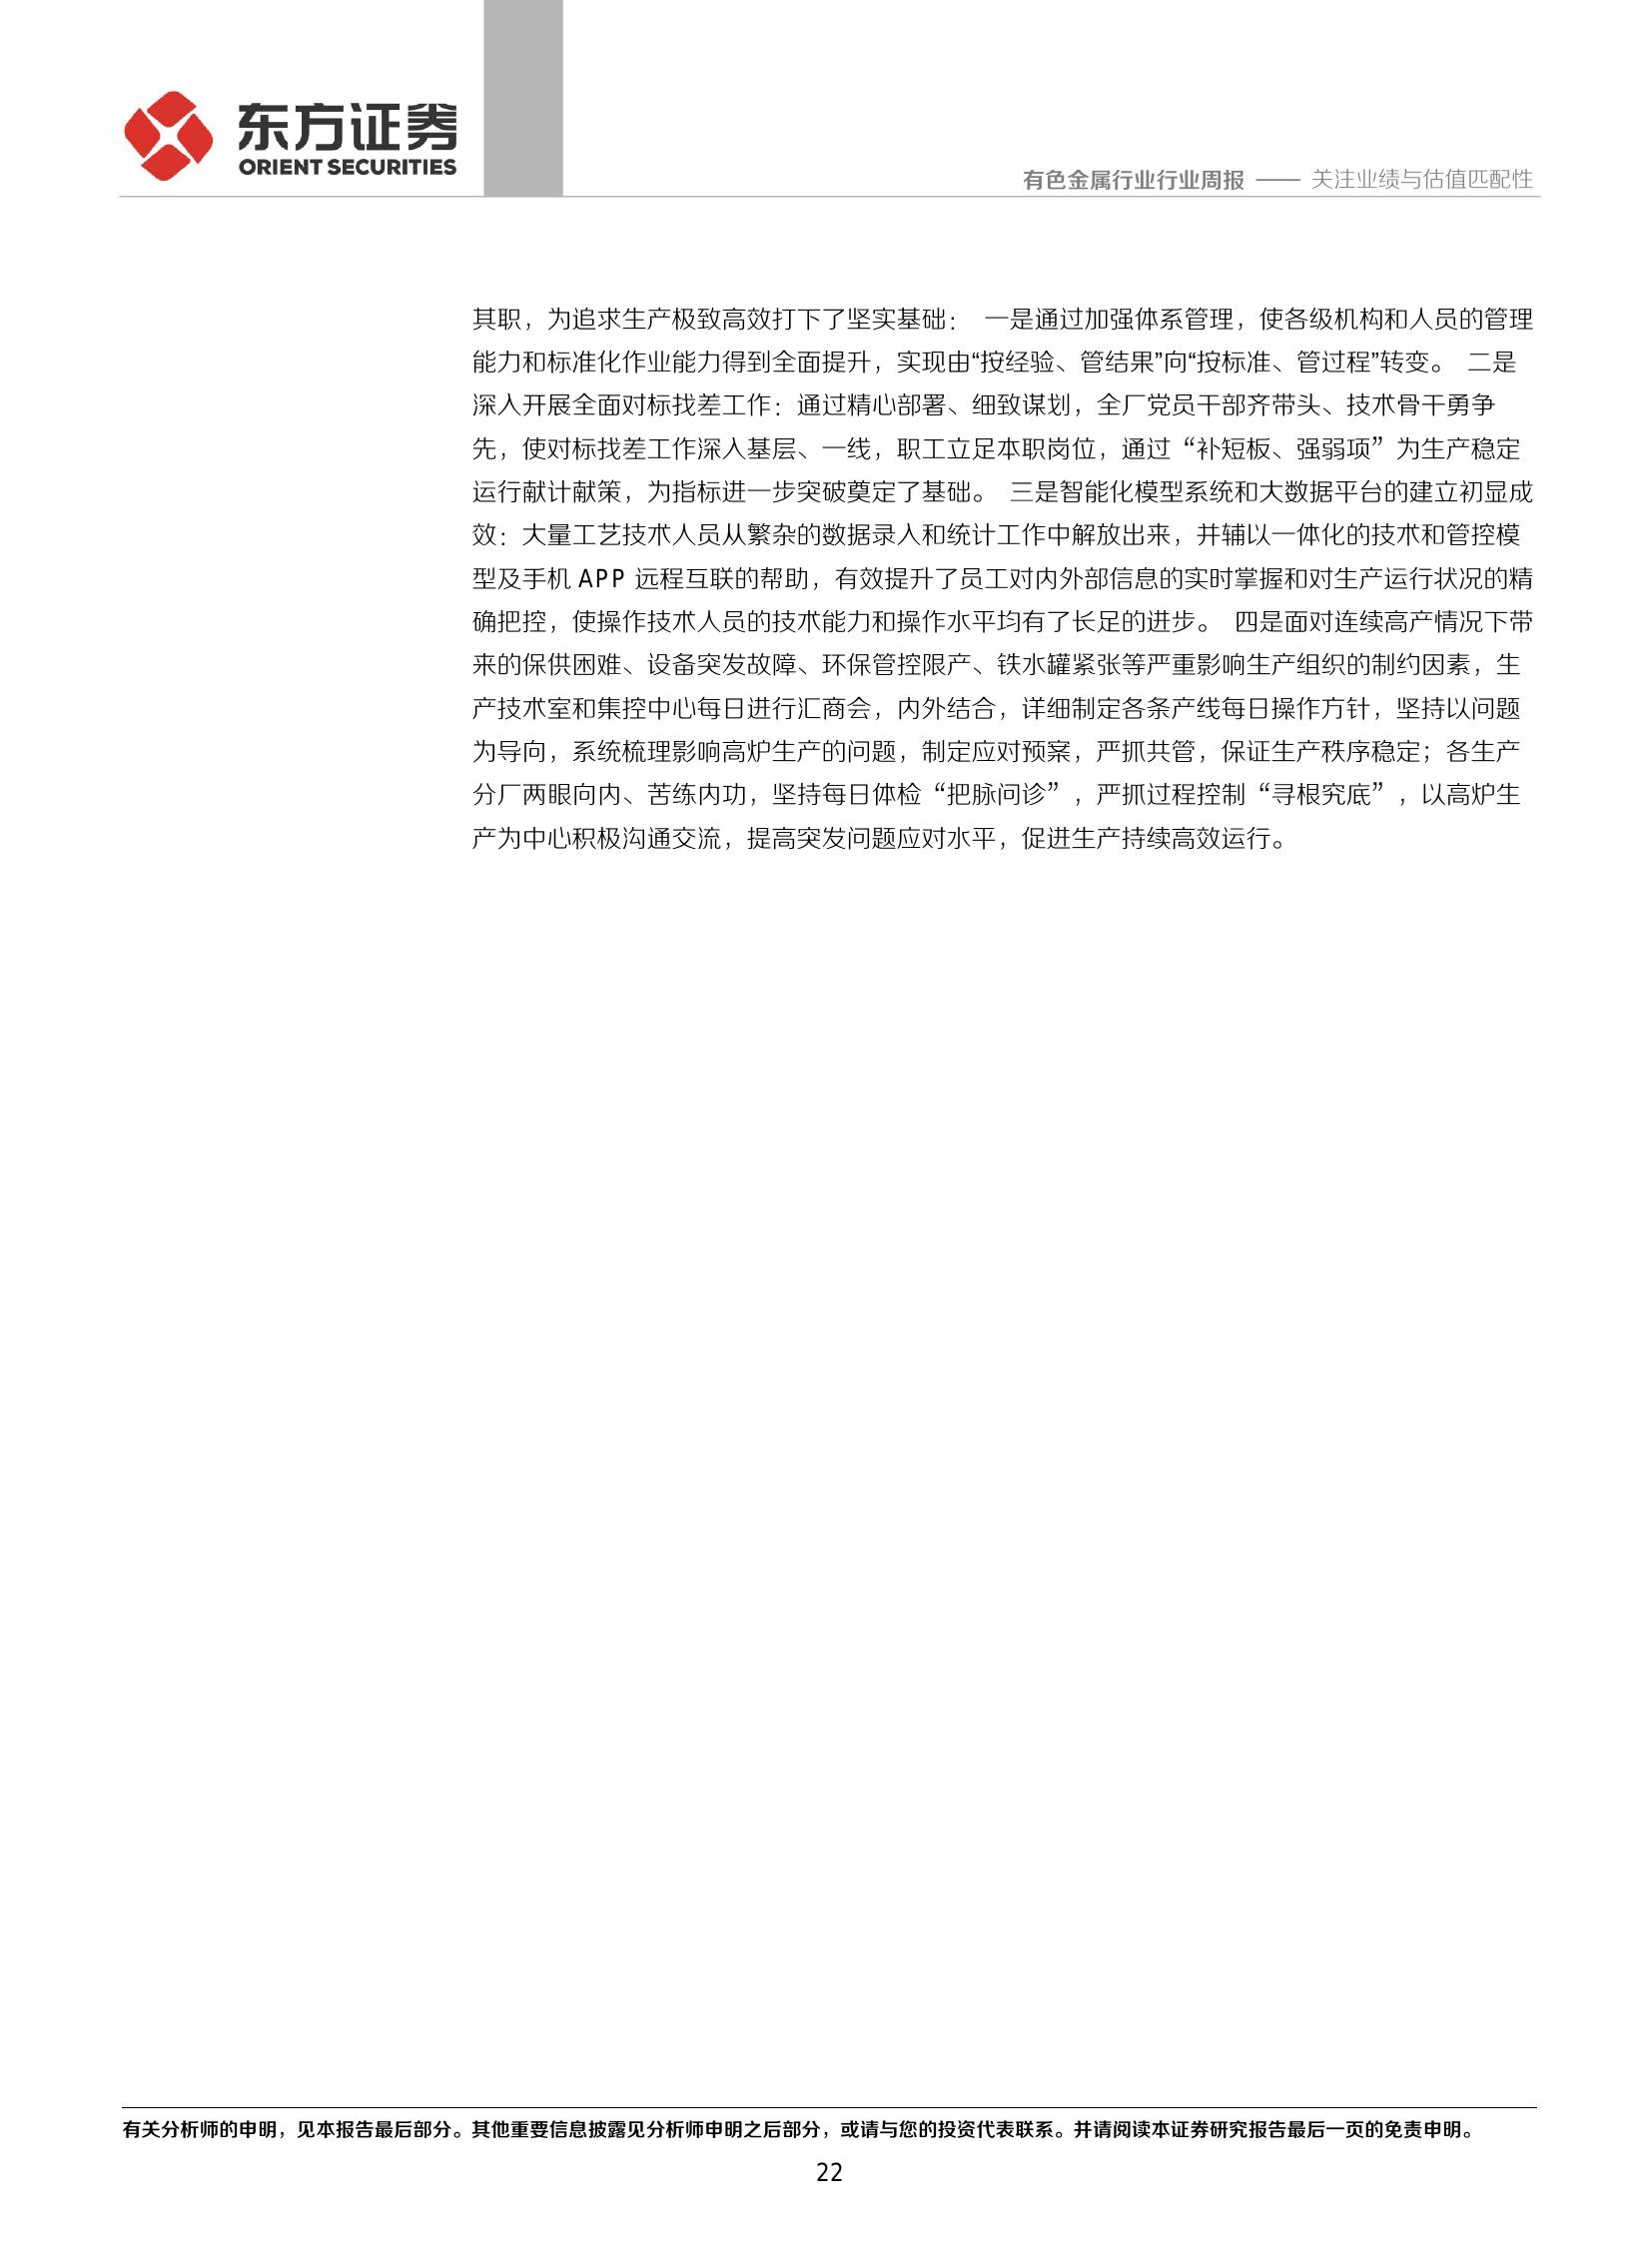 东方证券
ORIENT SECURITIES
有色金属行业行业周报 —— 关注业绩与估值匹配性
其职，为追求生产极致高效打下了坚实基础： 一是通过加强体系管理，使各级机构和人员的管理
能力和标准化作业能力得到全面提升，实现由“按经验、管结果”向“按标准、管过程”转变。 二是
深入开展全面对标找差工作：通过精心部署、细致谋划，全厂党员干部齐带头、技术骨干勇争
先，使对标找差工作深入基层、一线，职工立足本职岗位，通过“补短板、强弱项”为生产稳定
运行献计献策，为指标进一步突破奠定了基础。 三是智能化模型系统和大数据平台的建立初显成
效：大量工艺技术人员从繁杂的数据录入和统计工作中解放出来，并辅以一体化的技术和管控模
型及手机 APP 远程互联的帮助，有效提升了员工对内外部信息的实时掌握和对生产运行状况的精
确把控，使操作技术人员的技术能力和操作水平均有了长足的进步。 四是面对连续高产情况下带
来的保供困难、设备突发故障、环保管控限产、铁水罐紧张等严重影响生产组织的制约因素，生
产技术室和集控中心每日进行汇商会，内外结合，详细制定各条产线每日操作方针，坚持以问题
为导向，系统梳理影响高炉生产的问题，制定应对预案，严抓共管，保证生产秩序稳定；各生产
分厂两眼向内、苦练内功，坚持每日体检“把脉问诊”，严抓过程控制“寻根究底”，以高炉生
产为中心积极沟通交流，提高突发问题应对水平，促进生产持续高效运行。
有关分析师的申明，见本报告最后部分。其他重要信息披露见分析师申明之后部分，或请与您的投资代表联系。并请阅读本证券研究报告最后一页的免责申明。
22